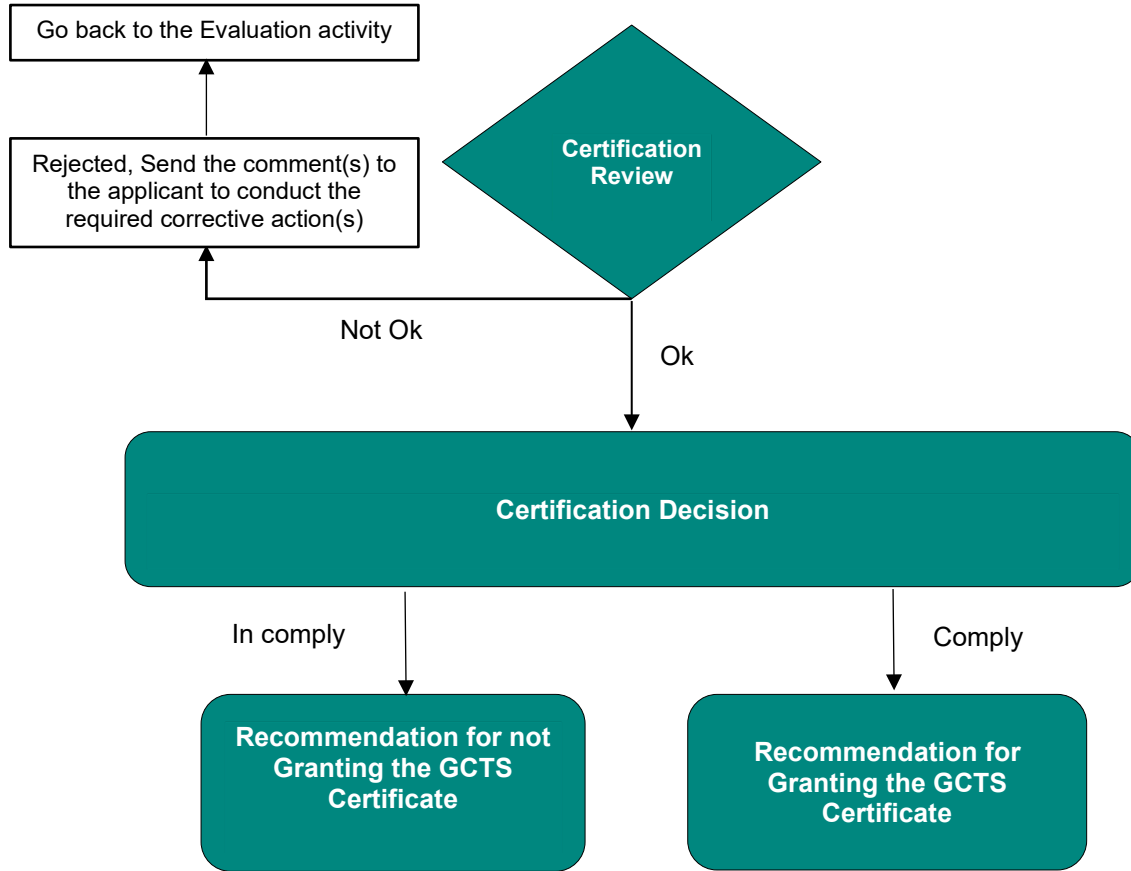 Go back to the Evaluation activity
Rejected, Send the comment(s) to
the applicant to conduct the
required corrective action(s)
Certification
Review
Not Ok
Ok
Certification Decision
In comply
Comply
Recommendation for not
Granting the GCTS
Certificate
Recommendation for
Granting the GCTS
Certificate